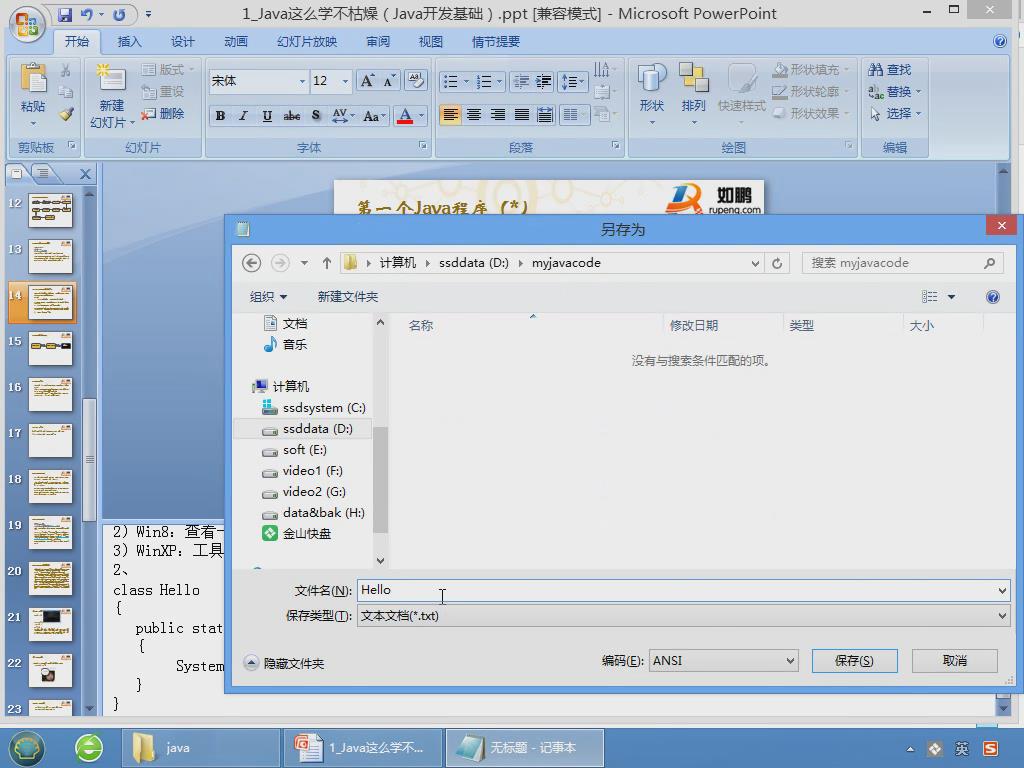 1_Java这么学不枯燥（Java开发基础）.ppt [兼容模式] - Microsoft PowerPoint
开始 插入 设计 动画 幻灯片放映 审阅 视图 情节提要
粘贴 新建 幻灯片 版式 重设 删除
宋体 12
形状 排列 快速样式 形状填充 形状轮廓 形状效果
查找 替换 选择
剪贴板 幻灯片 字体 段落 绘图 编辑
第一个Java程序（*）
如鹏
rupeng.com
另存为
计算机 ssddata (D:) myjavacode
搜索 myjavacode
组织 新建文件夹
名称 修改日期 类型 大小
没有与搜索条件匹配的项。
文档
音乐
计算机
ssdsystem (C:)
ssddata (D:)
soft (E:)
video1 (F:)
video2 (G:)
data&bak (H:)
金山快盘
文件名(N): Hello
保存类型(T): 文本文档(*.txt)
隐藏文件夹 编码(E): ANSI 保存(S) 取消
12
13
14
15
16
17
18
19
20
21
22
23
2）Win8：查看
3）WinXP：工具
2、
class Hello
{
public stat
{
System
}
}
java
1_Java这么学不...
无标题 - 记事本
英